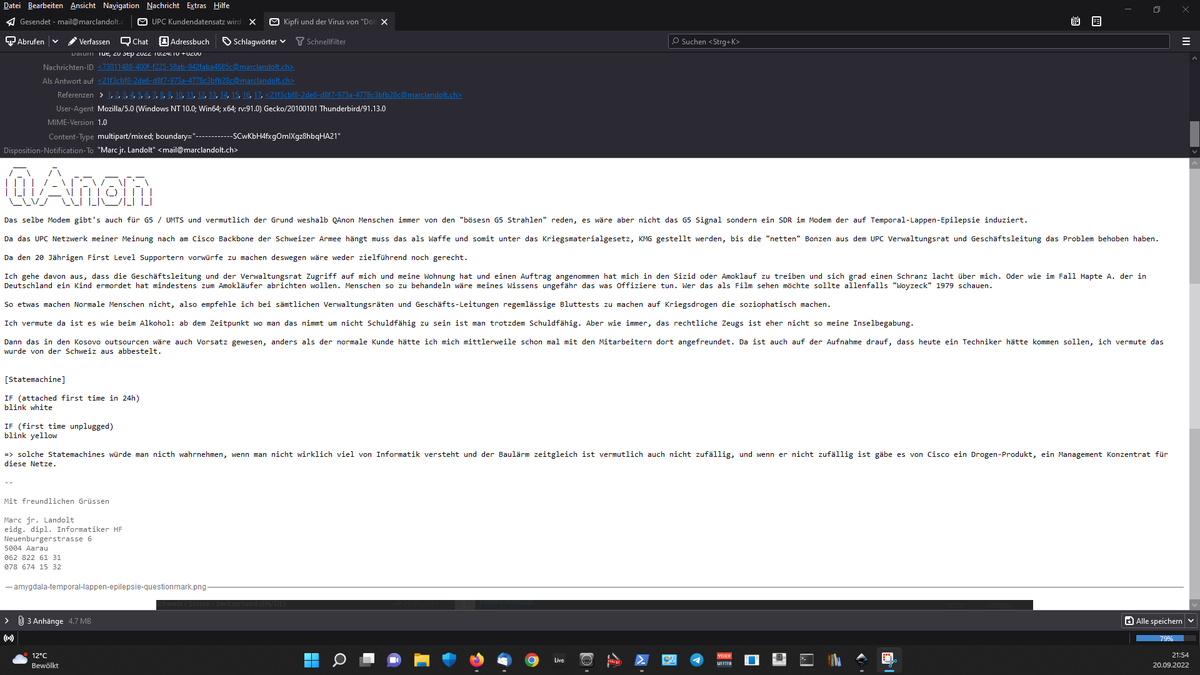 Datei Bearbeiten Ansicht Navigation Nachricht Extras Hilfe
Gesendet - mail@marclandolt. UPC Kundendatensatz wird Kipfi und der Virus von "Dol
Abrufen Verfassen Chat Adressbuch Schlagwörter Schnellfilter Suchen <Strg+K>
Datum Tue, 20 Sep 2022 +0200
Nachrichten-ID
Als Antwort auf <21f3cbf8-2de6-d8f7-973a-4778c3bfb28c@marclandolt.ch>
Referenzen 1, 2, 3, 4, 5, 6, 7, 8, 9, 10, 11, 12, 13, 14, 15, 16, 17, <21f3cbf8-2de6-d8f7-973a-4778c3bfb28c@marclandolt.ch>
User-Agent Mozilla/5.0 (Windows NT 10.0; Win64; x64; rv:91.0) Gecko/20100101 Thunderbird/91.13.0
MIME-Version 1.0
Content-Type multipart/mixed; boundary="------------SCwKbH4fxgOmIXgz8hbqHA21"
Disposition-Notification-To "Marc jr. Landolt" <mail@marclandolt.ch>
QAnon
Das selbe Modem gibt's auch für G5 / UMTS und vermutlich der Grund weshalb QAnon Menschen immer von den "bösesn G5 Strahlen" reden, es wäre aber nicht das G5 Signal sondern ein SDR im Modem der auf Temporal-Lappen-Epilepsie induziert.
Da das UPC Netzwerk meiner Meinung nach am Cisco Backbone der Schweizer Armee hängt muss das als Waffe und somit unter das Kriegsmaterialgesetz, KMG gestellt werden, bis die "netten" Bonzen aus dem UPC Verwaltungsrat und Geschäftsleitung das Problem behoben haben.
Da den 20 Jährigen First Level Supportern vorwürfe zu machen deswegen wäre weder zielführend noch gerecht.
Ich gehe davon aus, dass die Geschäftsleitung und der Verwaltungsrat Zugriff auf mich und meine Wohnung hat und einen Auftrag angenommen hat mich in den Sizid oder Amoklauf zu treiben und sich grad einen Schranz lacht über mich. Oder wie im Fall Hapte A. der in
Deutschland ein Kind ermordet hat mindestens zum Amokläufer abrichten wollen. Menschen so zu behandeln wäre meines Wissens ungefähr das was Offiziere tun. Wer das als Film sehen möchte sollte allenfalls "Woyzeck" 1979 schauen.
So etwas machen Normale Menschen nicht, also empfehle ich bei sämtlichen Verwaltungsräten und Geschäfts-Leitungen regemlässige Bluttests zu machen auf Kriegsdrogen die soziophatisch machen.
Ich vermute da ist es wie beim Alkohol: ab dem Zeitpunkt wo man das nimmt um nicht Schuldfähig zu sein ist man trotzdem Schuldfähig. Aber wie immer, das rechtliche Zeugs ist eher nicht so meine Inselbegabung.
Dann das in den Kosovo outsourcen wäre auch Vorsatz gewesen, anders als der normale Kunde hätte ich mich mittlerweile schon mal mit den Mitarbeitern dort angefreundet. Da ist auch auf der Aufnahme drauf, dass heute ein Techniker hätte kommen sollen, ich vermute das
wurde von der Schweiz aus abbestelt.
[Statemachine]
IF (attached first time in 24h)
blink white
IF (first time unplugged)
blink yellow
=> solche Statemachines würde man nicth wahrnehmen, wenn man nicht wirklich viel von Informatik versteht und der Baulärm zeitgleich ist vermutlich auch nicht zufällig, und wenn er nicht zufällig ist gäbe es von Cisco ein Drogen-Produkt, ein Management Konzentrat für
diese Netze.
--
Mit freundlichen Grüssen
Marc jr. Landolt
eidg. dipl. Informatiker HF
Neuenburgerstrasse 6
5004 Aarau
062 822 61 31
078 674 15 32
amygdala-temporal-lappen-epilepsie-questionmark.png
3 Anhänge 4.7 MB Alle speichern
79%
12°C
Bewölkt
Live
21:54
20.09.2022